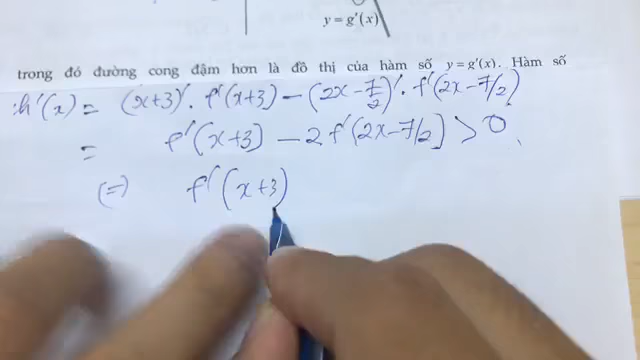 y = g'(x)
trong đó đường cong đậm hơn là đồ thị của hàm số y = g'(x). Hàm số
h'(x) = (x+3)'. f'(x+3) - (2x - 7/2)'. f'(2x - 7/2)
= f'(x+3) - 2 f'(2x - 7/2) > 0
(=) f'(x+3)